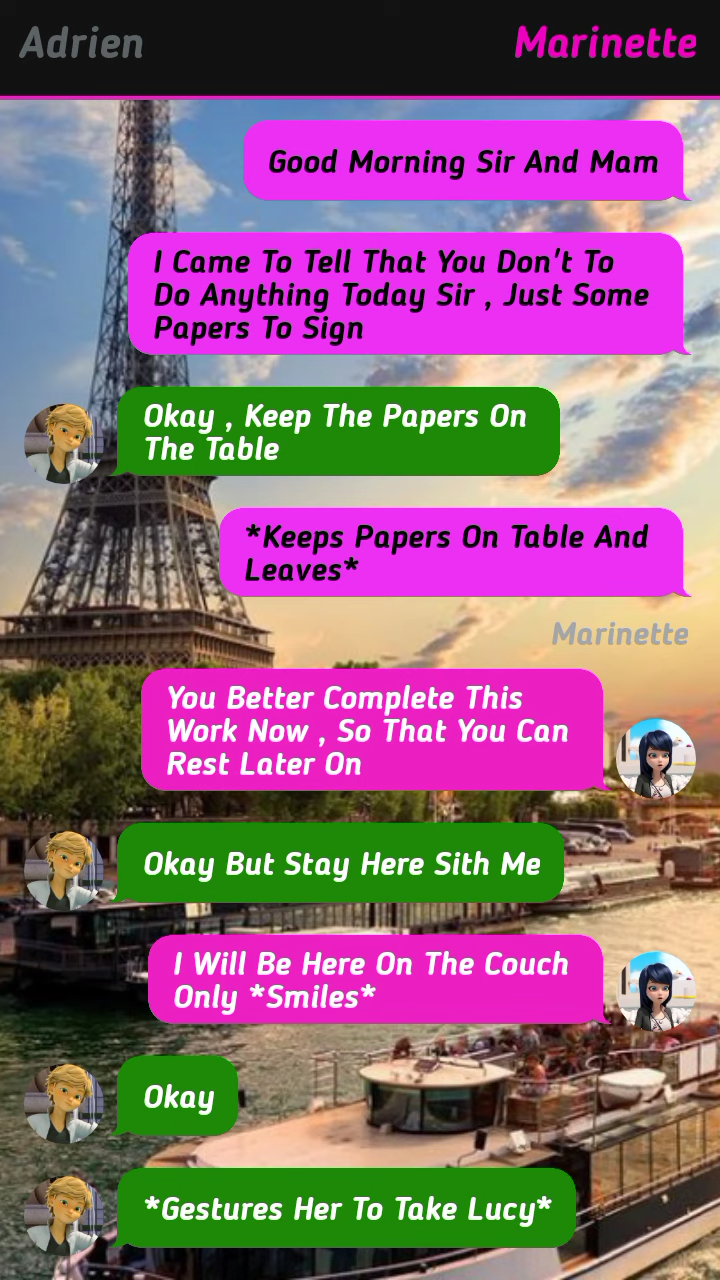 Adrien
Marinette
Good Morning Sir And Mam
I Came To Tell That You Don't To
Do Anything Today Sir , Just Some
Papers To Sign
Okay , Keep The Papers On
The Table
*Keeps Papers On Table And
Leaves*
Marinette
You Better Complete This
Work Now , So That You Can
Rest Later On
Okay But Stay Here Sith Me
I Will Be Here On The Couch
Only *Smiles*
Okay
*Gestures Her To Take Lucy*